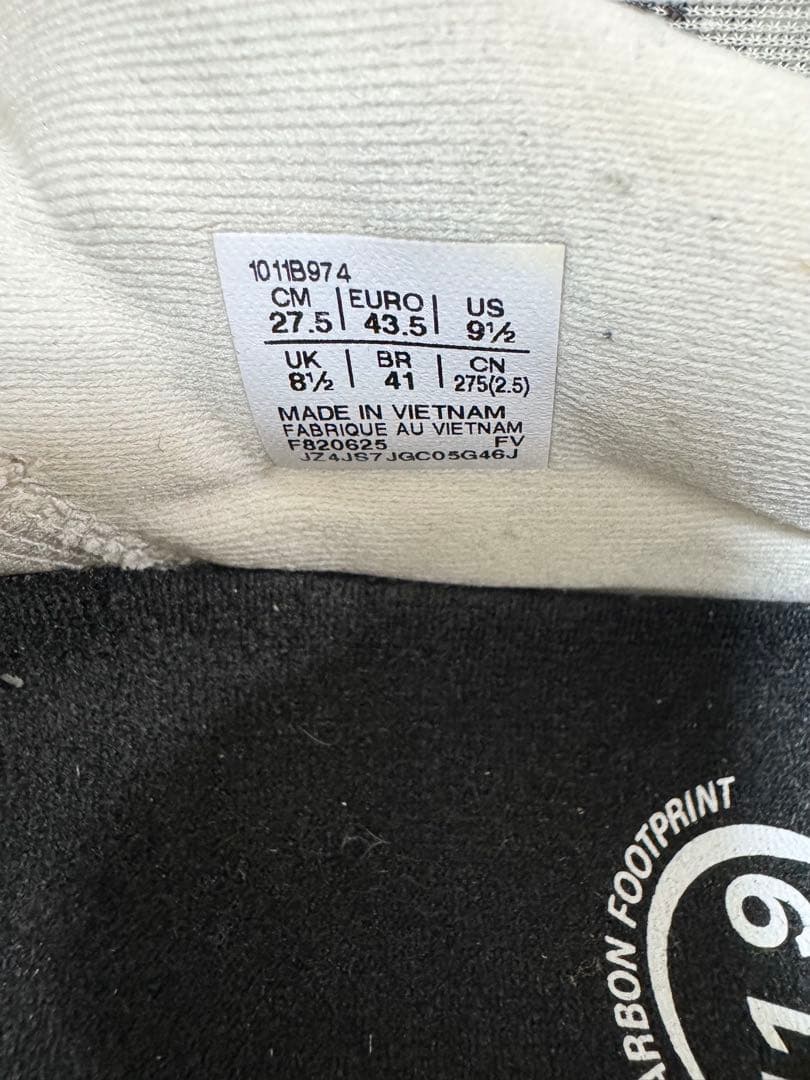 1011B974
CM | EURO | US
27.5 | 43.5 | 9½
UK | BR | CN
8½ | 41 | 275(2.5)
MADE IN VIETNAM
FABRIQUE AU VIETNAM
F820625 FV
JZ4JS7JGC05G46J
ARBON FOOTPRINT